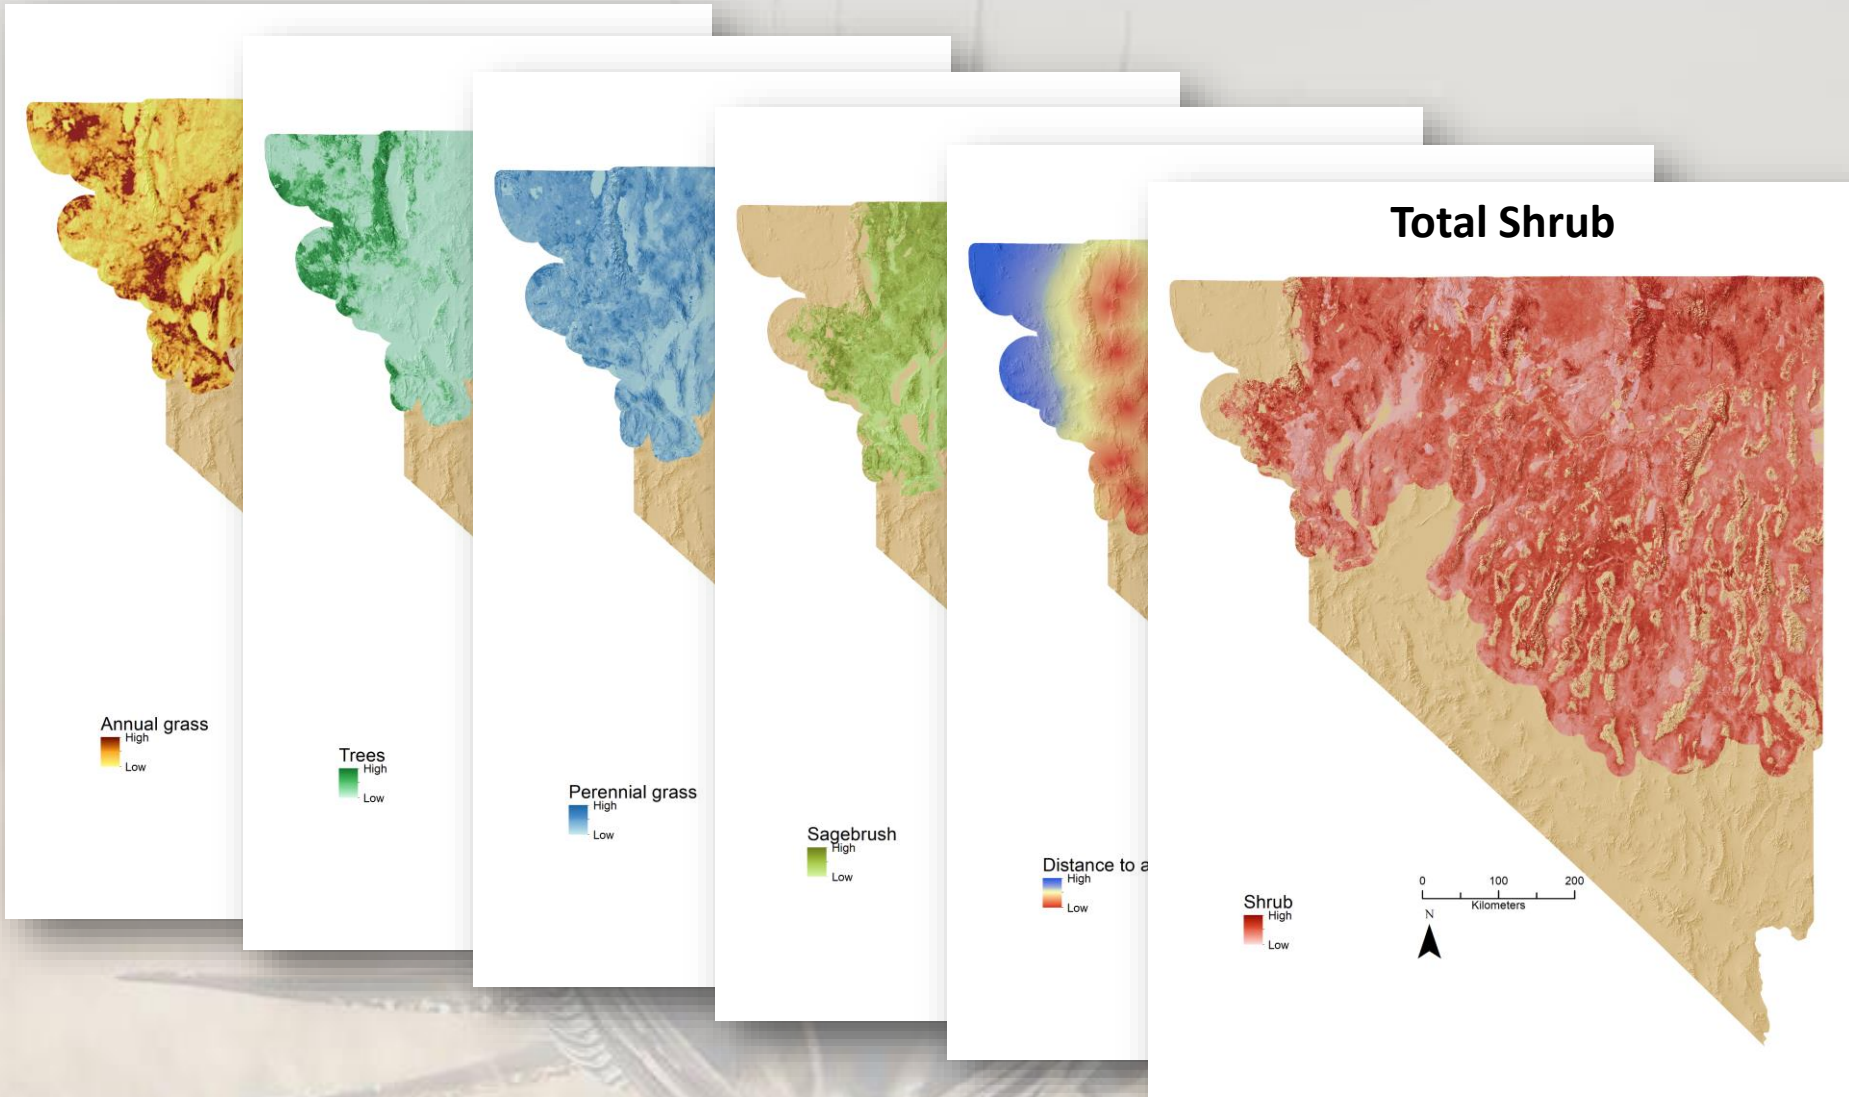 Total Shrub
Annual grass
High
Low
Trees
High
Low
Perennial grass
High
Low
Sagebrush
High
Low
Distance to a
High
Low
Shrub
High
Low
0 100 200
Kilometers
N